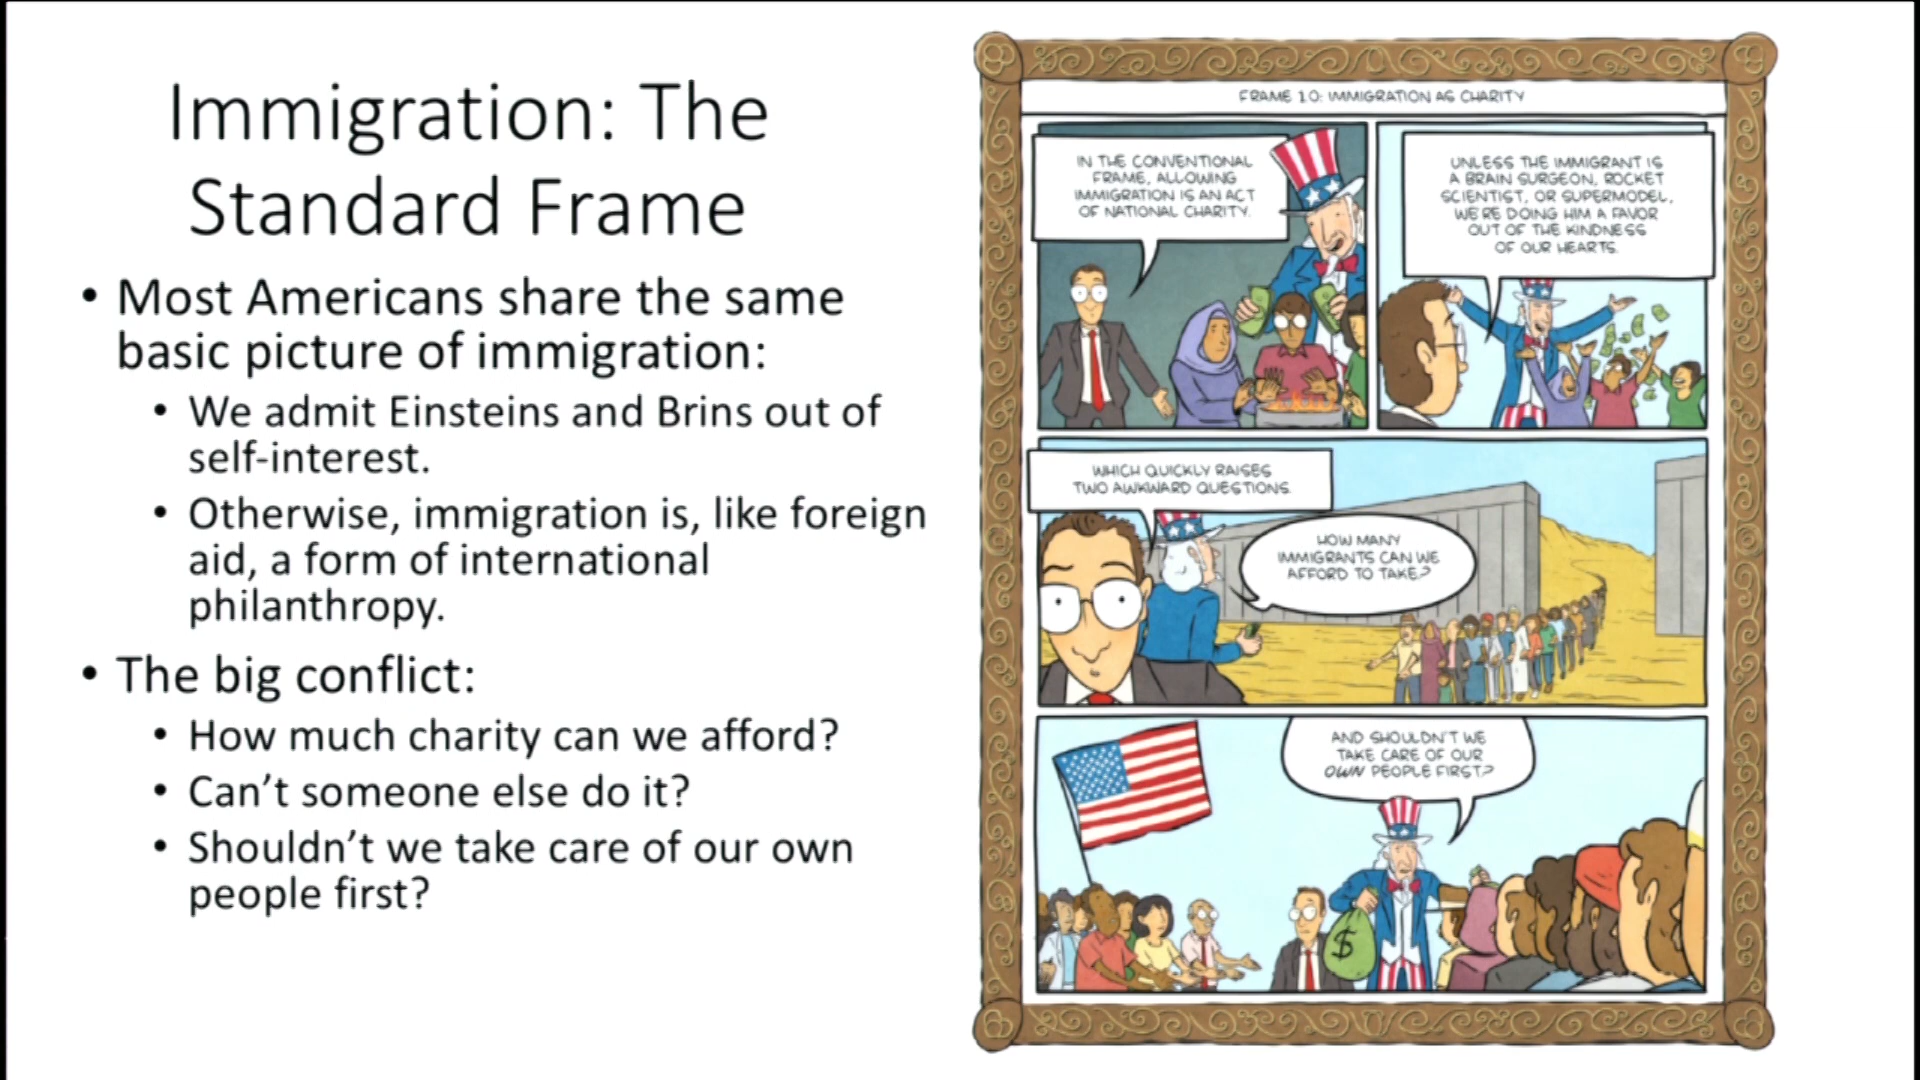 Immigration: The
Standard Frame
• Most Americans share the same
basic picture of immigration:
• We admit Einsteins and Brins out of
self-interest.
• Otherwise, immigration is, like foreign
aid, a form of international
philanthropy.
• The big conflict:
• How much charity can we afford?
• Can't someone else do it?
• Shouldn't we take care of our own
people first?
FRAME 1.0: IMMIGRATION AS CHARITY
IN THE CONVENTIONAL
FRAME, ALLOWING
IMMIGRATION IS AN ACT
OF NATIONAL CHARITY.
UNLESS THE IMMIGRANT IS
A BRAIN SURGEON, ROCKET
SCIENTIST, OR SUPERMODEL,
WE'RE DOING HIM A FAVOR
OUT OF THE KINDNESS
OF OUR HEARTS.
WHICH QUICKLY RAISES
TWO AWKWARD QUESTIONS.
HOW MANY
IMMIGRANTS CAN WE
AFFORD TO TAKE?
AND SHOULDN'T WE
TAKE CARE OF OUR
OWN PEOPLE FIRST?
$